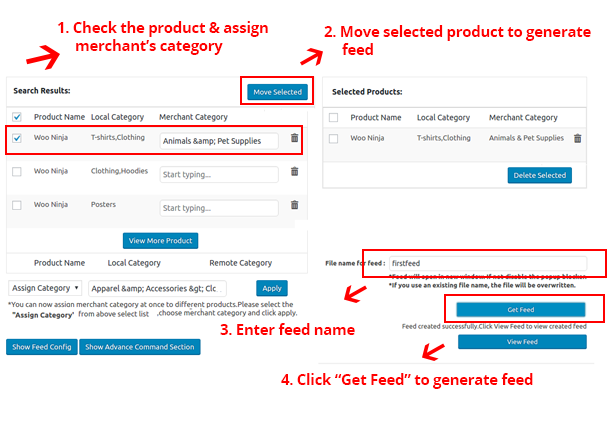 1. Check the product & assign
merchant's category
2. Move selected product to generate
feed
Search Results:
Move Selected
Product Name Local Category Merchant Category
Woo Ninja T-shirts,Clothing Animals &amp; Pet Supplies
Woo Ninja Clothing,Hoodies Start typing...
Woo Ninja Posters Start typing...
View More Product
Product Name Local Category Remote Category
Assign Category Apparel &amp; Accessories &gt; Clc Apply
*You can now assign merchant category at once to different products.Please select the
"Assign Category' from above select list ,choose merchant category and click apply.
Show Feed Config Show Advance Command Section
Selected Products:
Product Name Local Category Merchant Category
Woo Ninja T-shirts,Clothing Animals & Pet Supplies
Delete Selected
File name for feed : firstfeed
*Feed will open in new window if not disable the popup blocker.
*If you use an existing file name, the file will be overwritten.
3. Enter feed name
Get Feed
Feed created successfully.Click View Feed to view created feed
View Feed
4. Click “Get Feed” to generate feed